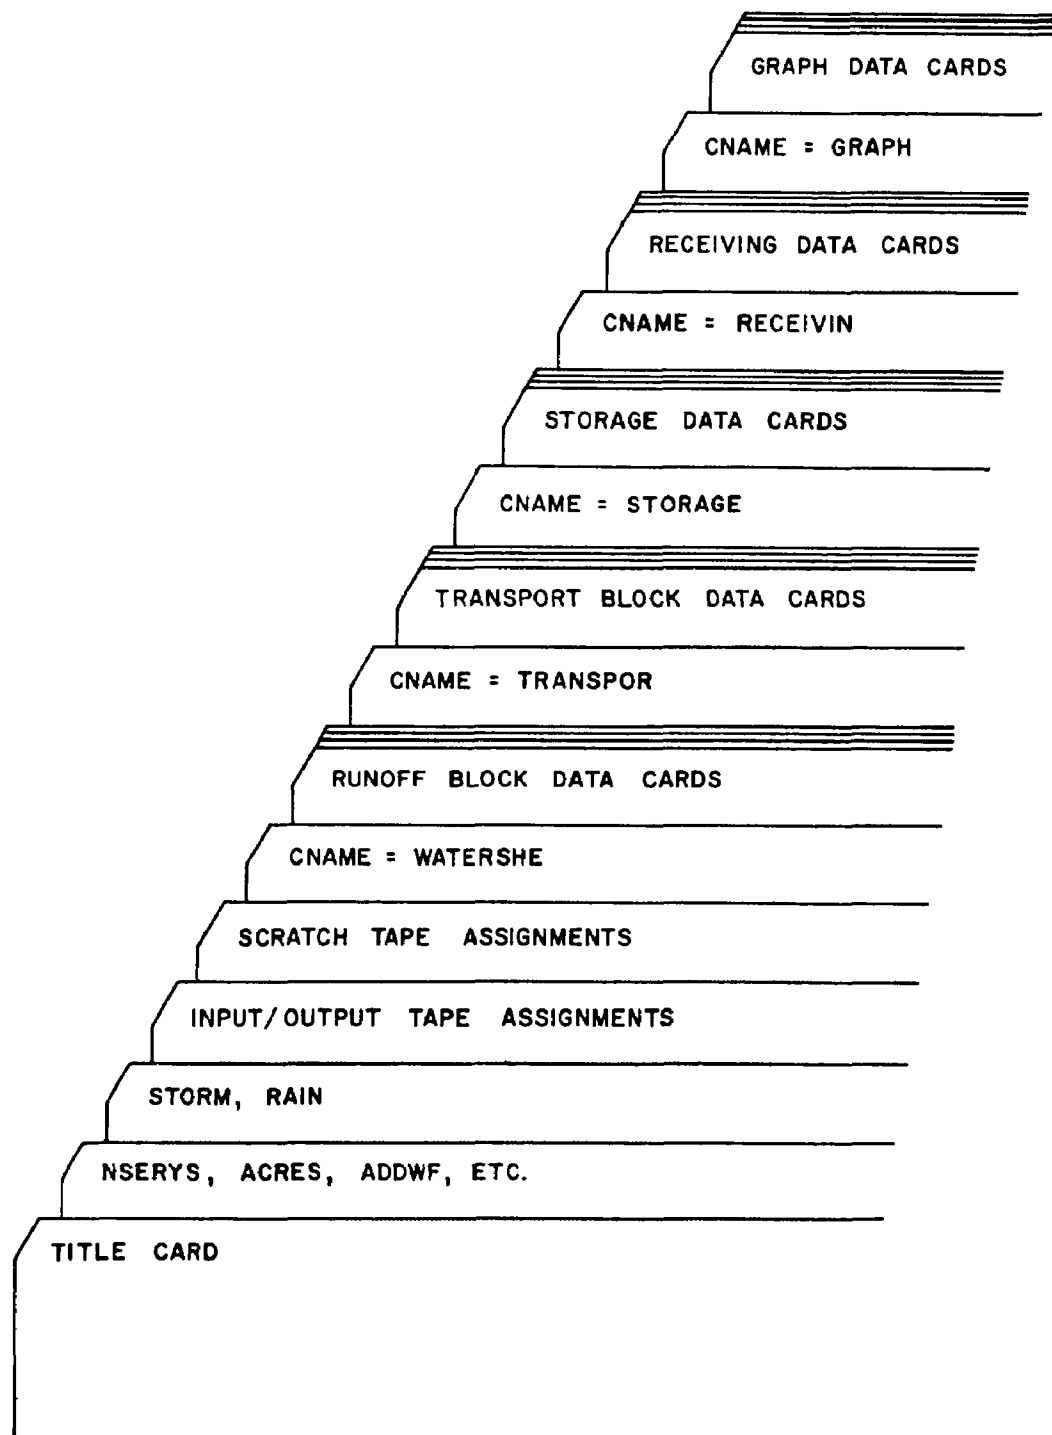 GRAPH DATA CARDS
CNAME = GRAPH
RECEIVING DATA CARDS
CNAME = RECEIVIN
STORAGE DATA CARDS
CNAME = STORAGE
TRANSPORT BLOCK DATA CARDS
CNAME = TRANSPOR
RUNOFF BLOCK DATA CARDS
CNAME = WATERSHE
SCRATCH TAPE ASSIGNMENTS
INPUT/OUTPUT TAPE ASSIGNMENTS
STORM, RAIN
NSERYS, ACRES, ADDWF, ETC.
TITLE CARD